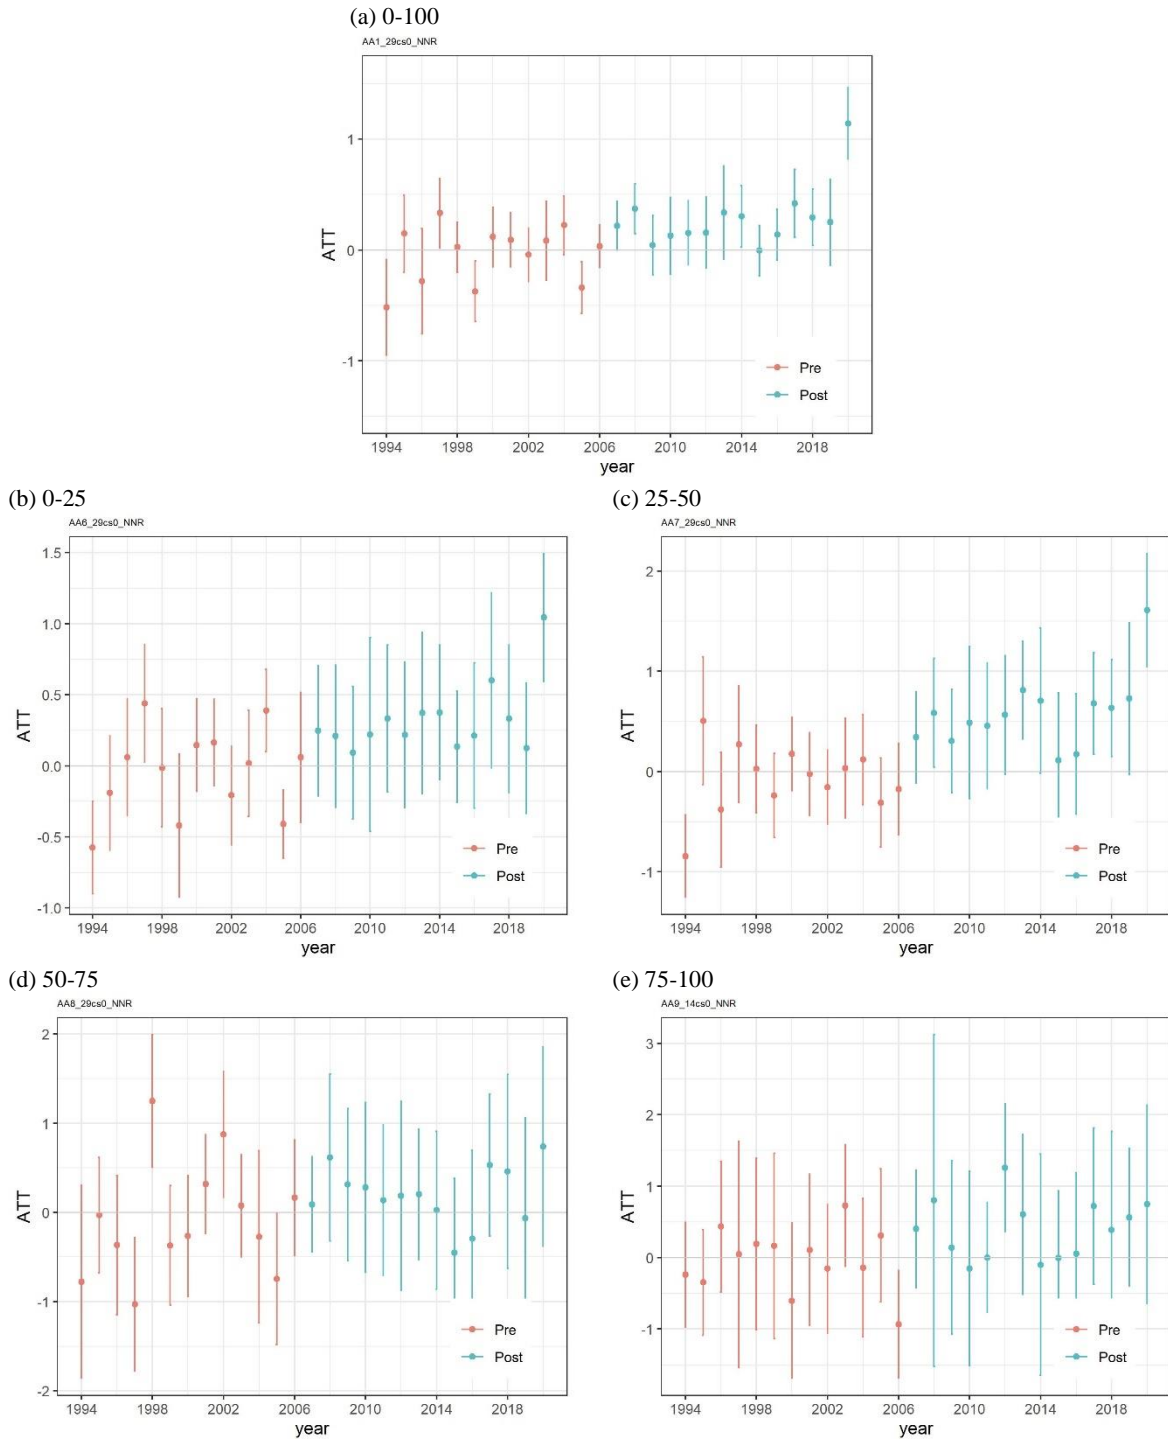 (a) 0-100
AA1_29cs0_NNR
1
0
-1
ATT
Pre
Post
1994 1998 2002 2006 2010 2014 2018
year
(b) 0-25
AA6_29cs0_NNR
1.5
1.0
0.5
0.0
-0.5
-1.0
ATT
Pre
Post
1994 1998 2002 2006 2010 2014 2018
year
(c) 25-50
AA7_29cs0_NNR
2
1
0
-1
ATT
Pre
Post
1994 1998 2002 2006 2010 2014 2018
year
(d) 50-75
AA8_29cs0_NNR
2
1
0
-1
-2
ATT
Pre
Post
1994 1998 2002 2006 2010 2014 2018
year
(e) 75-100
AA9_14cs0_NNR
3
2
1
0
-1
ATT
Pre
Post
1994 1998 2002 2006 2010 2014 2018
year